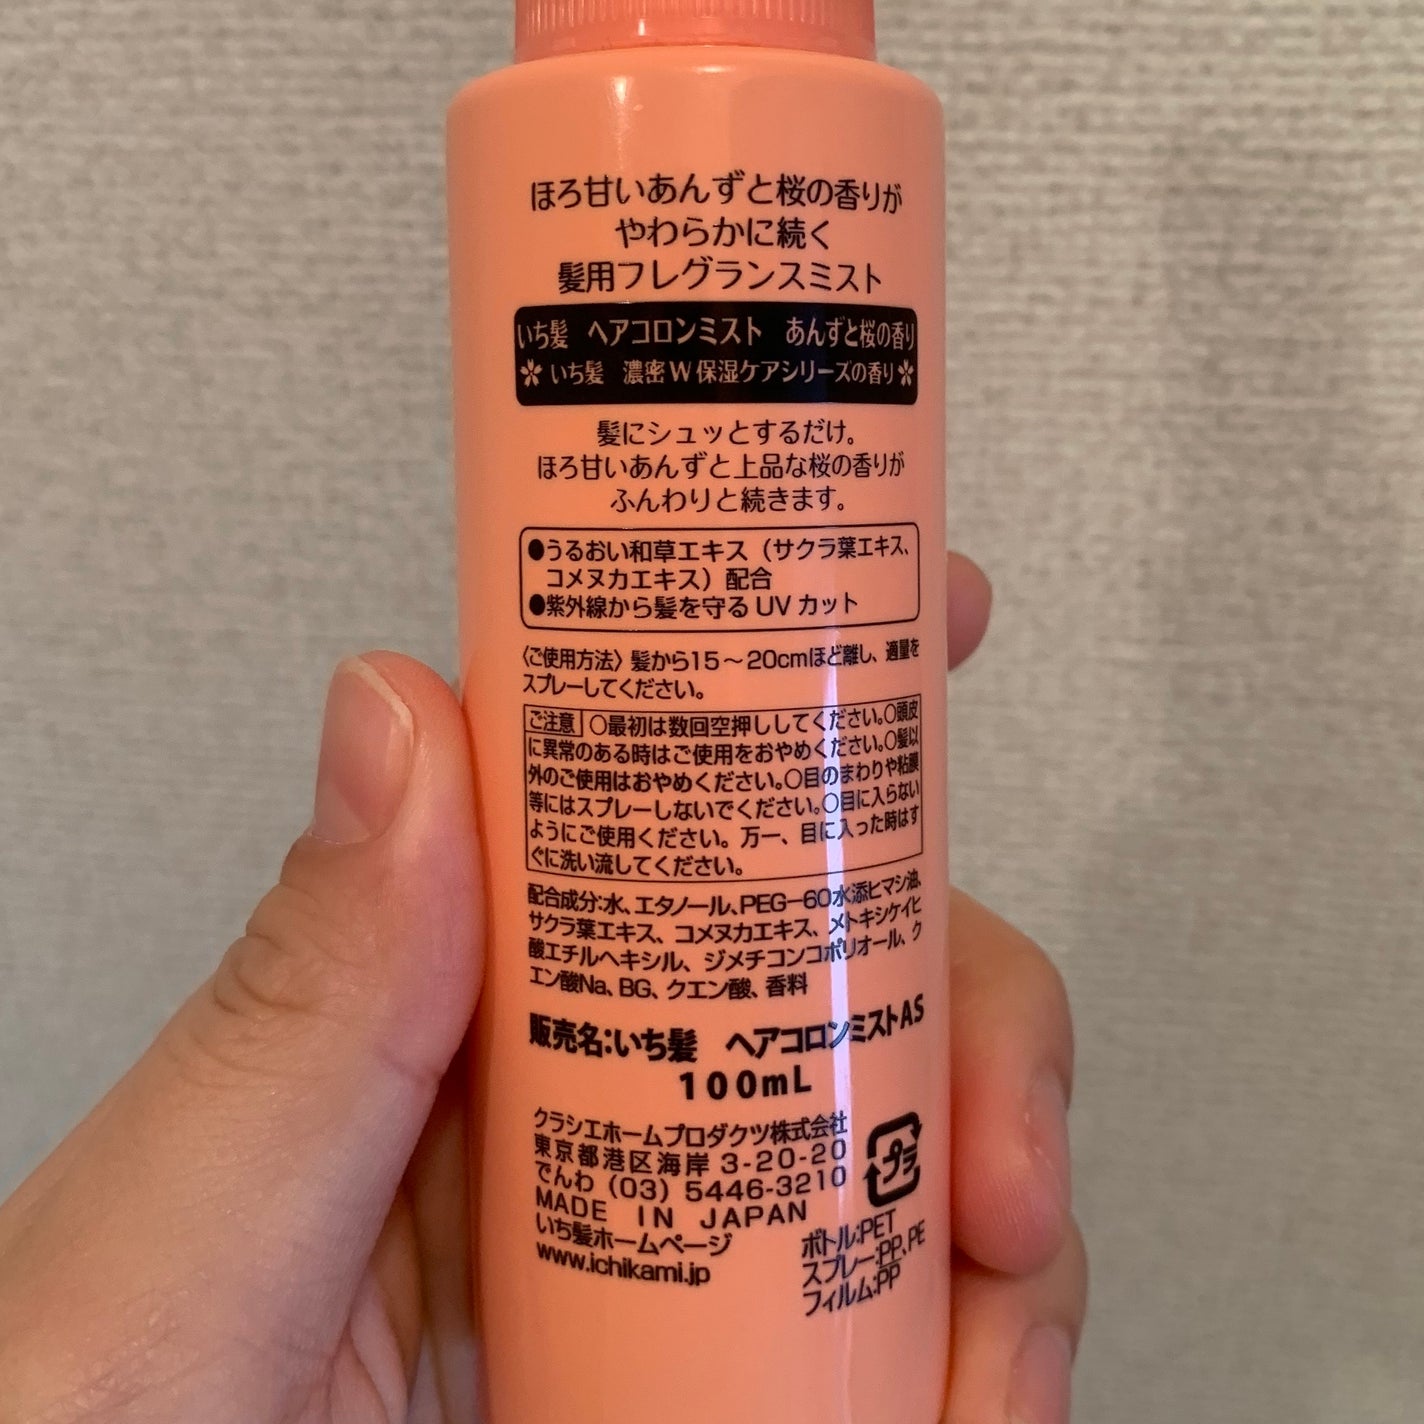 ほろ甘いあんずと桜の香りが
やわらかに続く
髪用フレグランスミスト
いち髪 ヘアコロンミスト あんずと桜の香り
いち髪 濃密W保湿ケアシリーズの香り
髪にシュッとするだけ。
ほろ甘いあんずと上品な桜の香りが
ふんわりと続きます。
●うるおい和草エキス（サクラ葉エキス、
コメヌカエキス）配合
●紫外線から髪を守るUVカット
〈ご使用方法〉髪から15～20cmほど離し、適量を
スプレーしてください。
ご注意 ○最初は数回空押ししてください。○頭皮
に異常のある時はご使用をおやめください。○髪以
外のご使用はおやめください。○目のまわりや粘膜
等にはスプレーしないでください。○目に入らない
ようにご使用ください。万一、目に入った時はす
ぐに洗い流してください。
配合成分:水、エタノール、PEG-60水添ヒマシ油、
サクラ葉エキス、コメヌカエキス、メトキシケイヒ
酸エチルヘキシル、ジメチコンコポリオール、ク
エン酸Na、BG、クエン酸、香料
販売名:いち髪 ヘアコロンミストAS
100mL
クラシエホームプロダクツ株式会社
東京都港区海岸 3-20-20
でんわ (03) 5446-3210
MADE IN JAPAN
いち髪ホームページ
www.ichikami.jp
プラ
ボトル:PET
スプレー:PP、PE
フィルム:PP